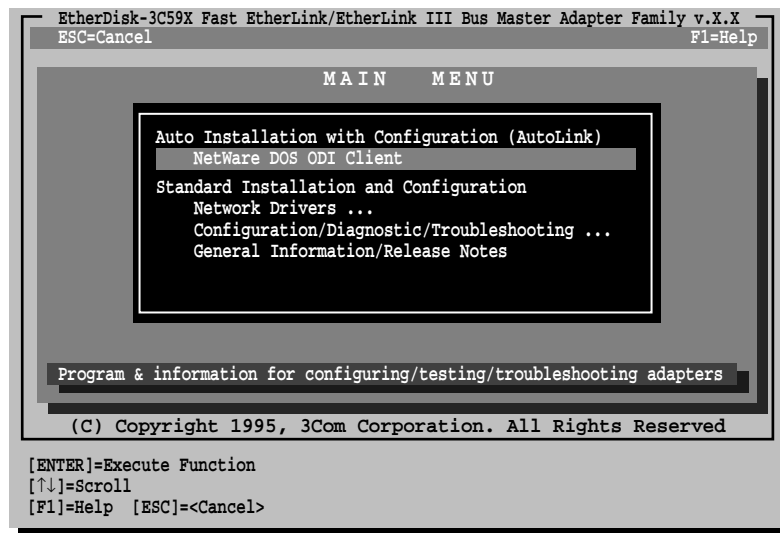 EtherDisk-3C59X Fast EtherLink/EtherLink III Bus Master Adapter Family v.X.X
ESC=Cancel F1=Help
MAIN MENU
Auto Installation with Configuration (AutoLink)
NetWare DOS ODI Client
Standard Installation and Configuration
Network Drivers ...
Configuration/Diagnostic/Troubleshooting ...
General Information/Release Notes
Program & information for configuring/testing/troubleshooting adapters
(C) Copyright 1995, 3Com Corporation. All Rights Reserved
[ENTER]=Execute Function
[↑↓]=Scroll
[F1]=Help [ESC]=<Cancel>